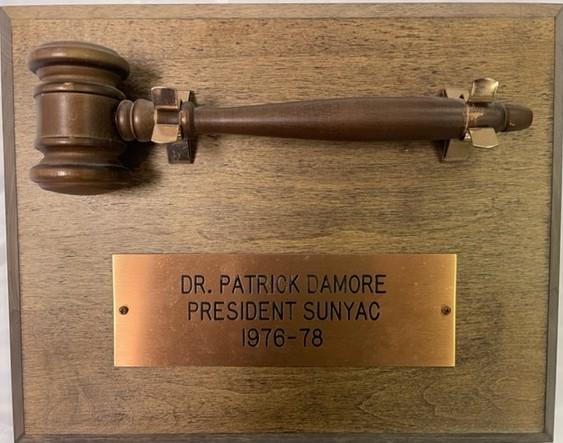 DR. PATRICK DAMORE
PRESIDENT SUNYAC
1976-78